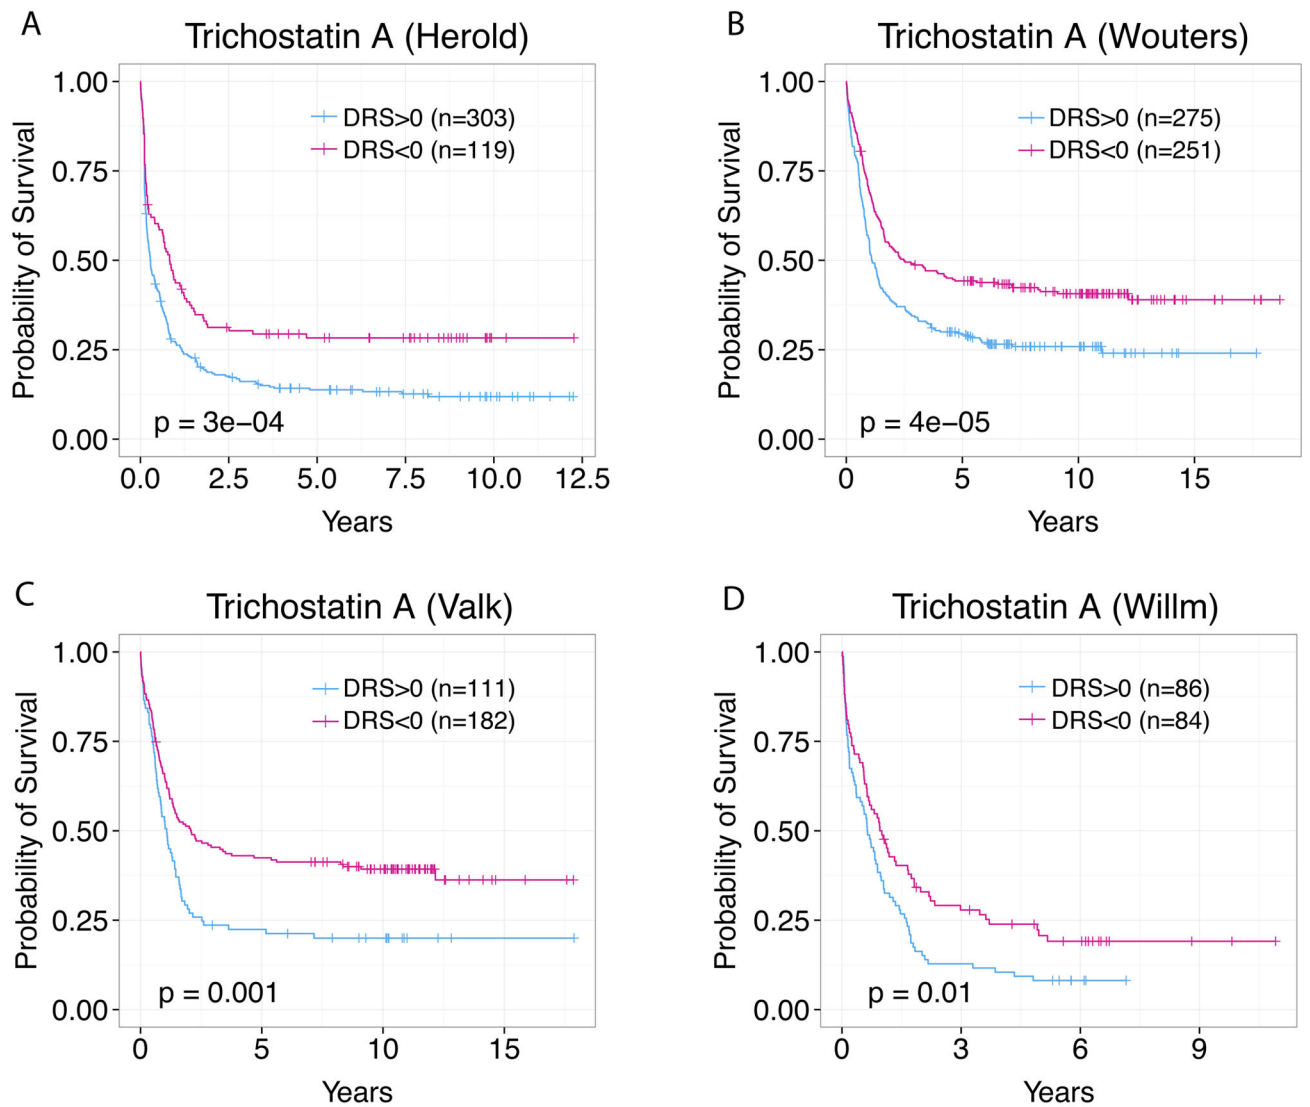 A
Trichostatin A (Herold)
Probability of Survival
1.00
0.75
0.50
0.25
0.00
DRS>0 (n=303)
DRS<0 (n=119)
p = 3e−04
0.0 2.5 5.0 7.5 10.0 12.5
Years
B
Trichostatin A (Wouters)
Probability of Survival
1.00
0.75
0.50
0.25
0.00
DRS>0 (n=275)
DRS<0 (n=251)
p = 4e−05
0 5 10 15
Years
C
Trichostatin A (Valk)
Probability of Survival
1.00
0.75
0.50
0.25
0.00
DRS>0 (n=111)
DRS<0 (n=182)
p = 0.001
0 5 10 15
Years
D
Trichostatin A (Willm)
Probability of Survival
1.00
0.75
0.50
0.25
0.00
DRS>0 (n=86)
DRS<0 (n=84)
p = 0.01
0 3 6 9
Years